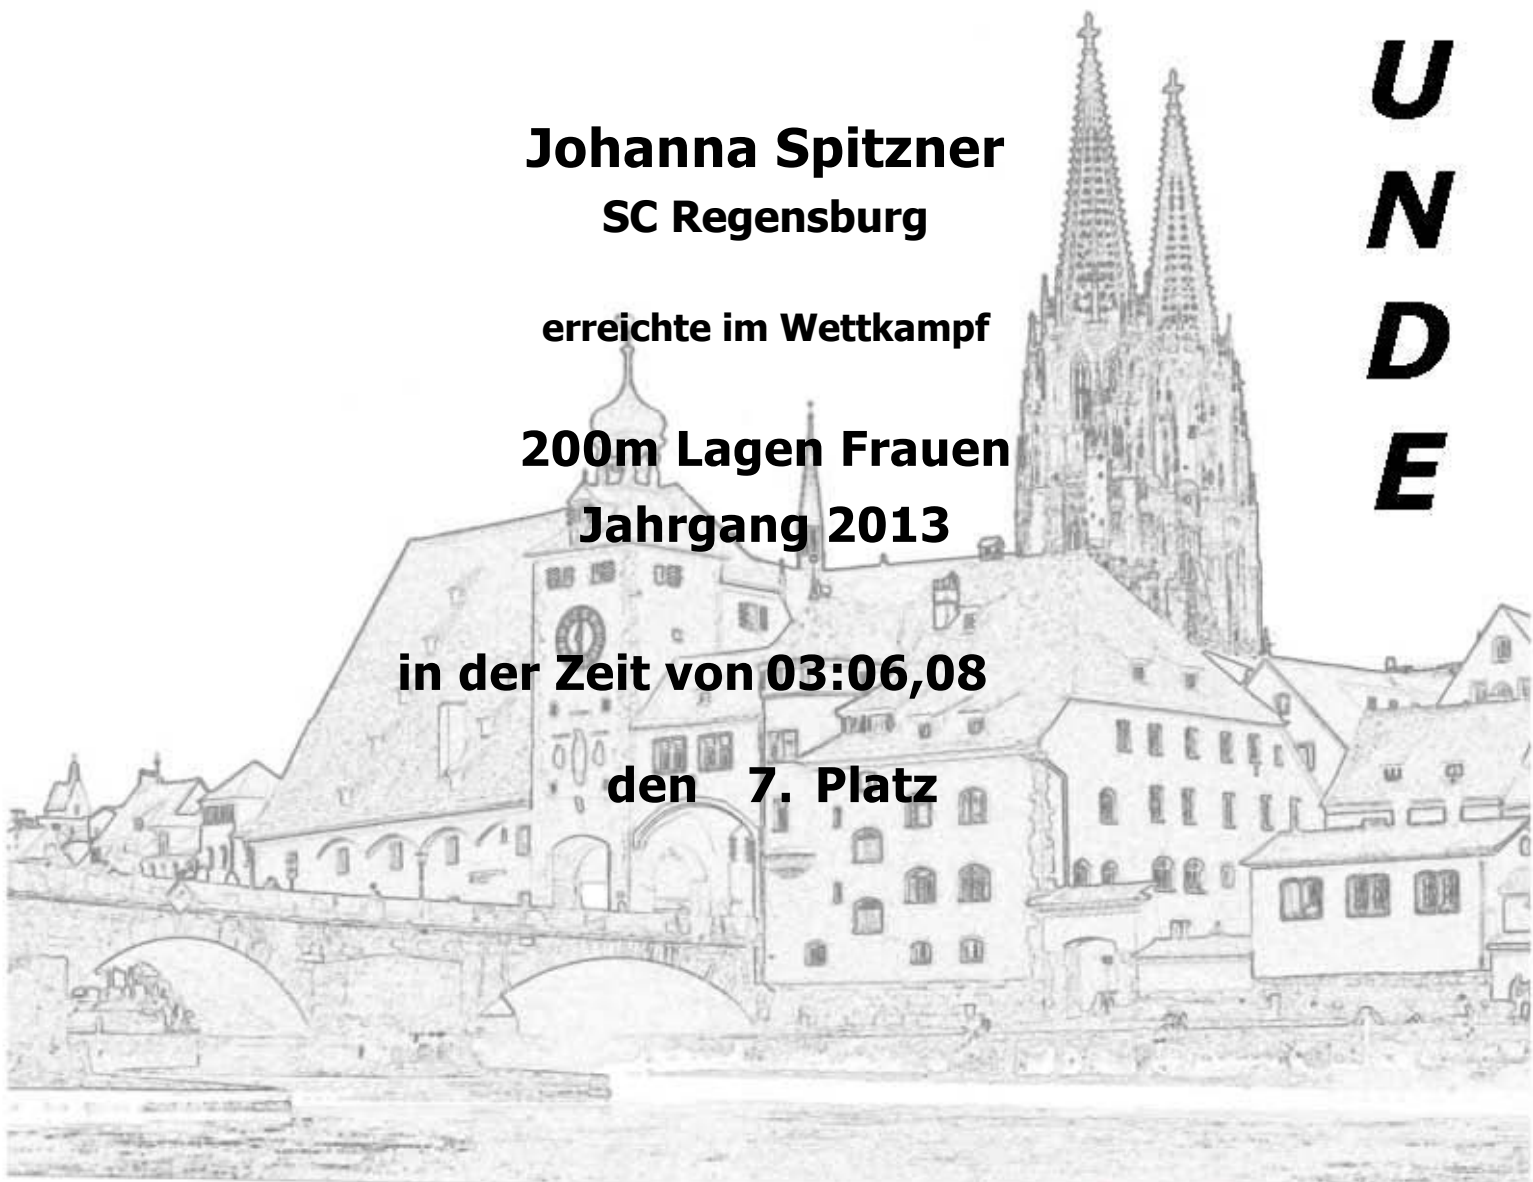 Johanna Spitzner
SC Regensburg
erreichte im Wettkampf
200m Lagen Frauen
Jahrgang 2013
in der Zeit von 03:06,08
den 7. Platz
U
N
D
E